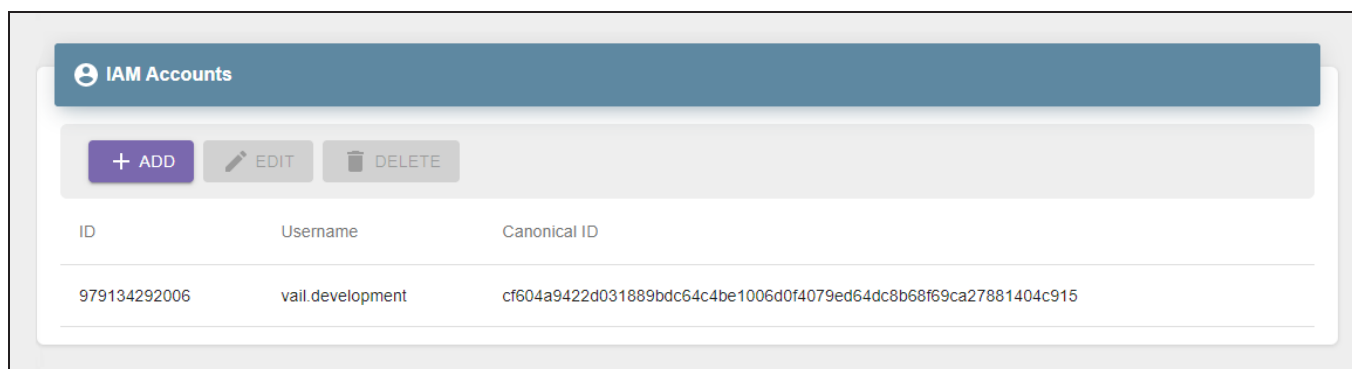 IAM Accounts
ADD EDIT DELETE
ID Username Canonical ID
979134292006 vail.development cf604a9422d031889bdc64c4be1006d0f4079ed64dc8b68f69ca27881404c915